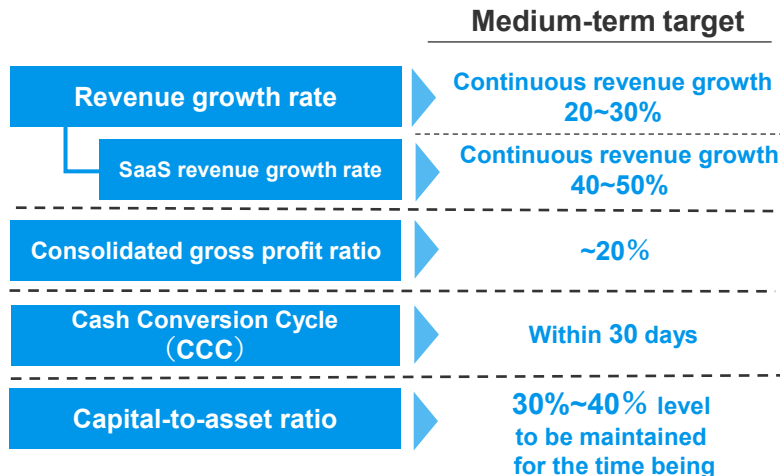 Medium-term target
Revenue growth rate
Continuous revenue growth
20~30%
SaaS revenue growth rate
Continuous revenue growth
40~50%
Consolidated gross profit ratio
~20%
Cash Conversion Cycle
（CCC）
Within 30 days
Capital-to-asset ratio
30%~40% level
to be maintained
for the time being